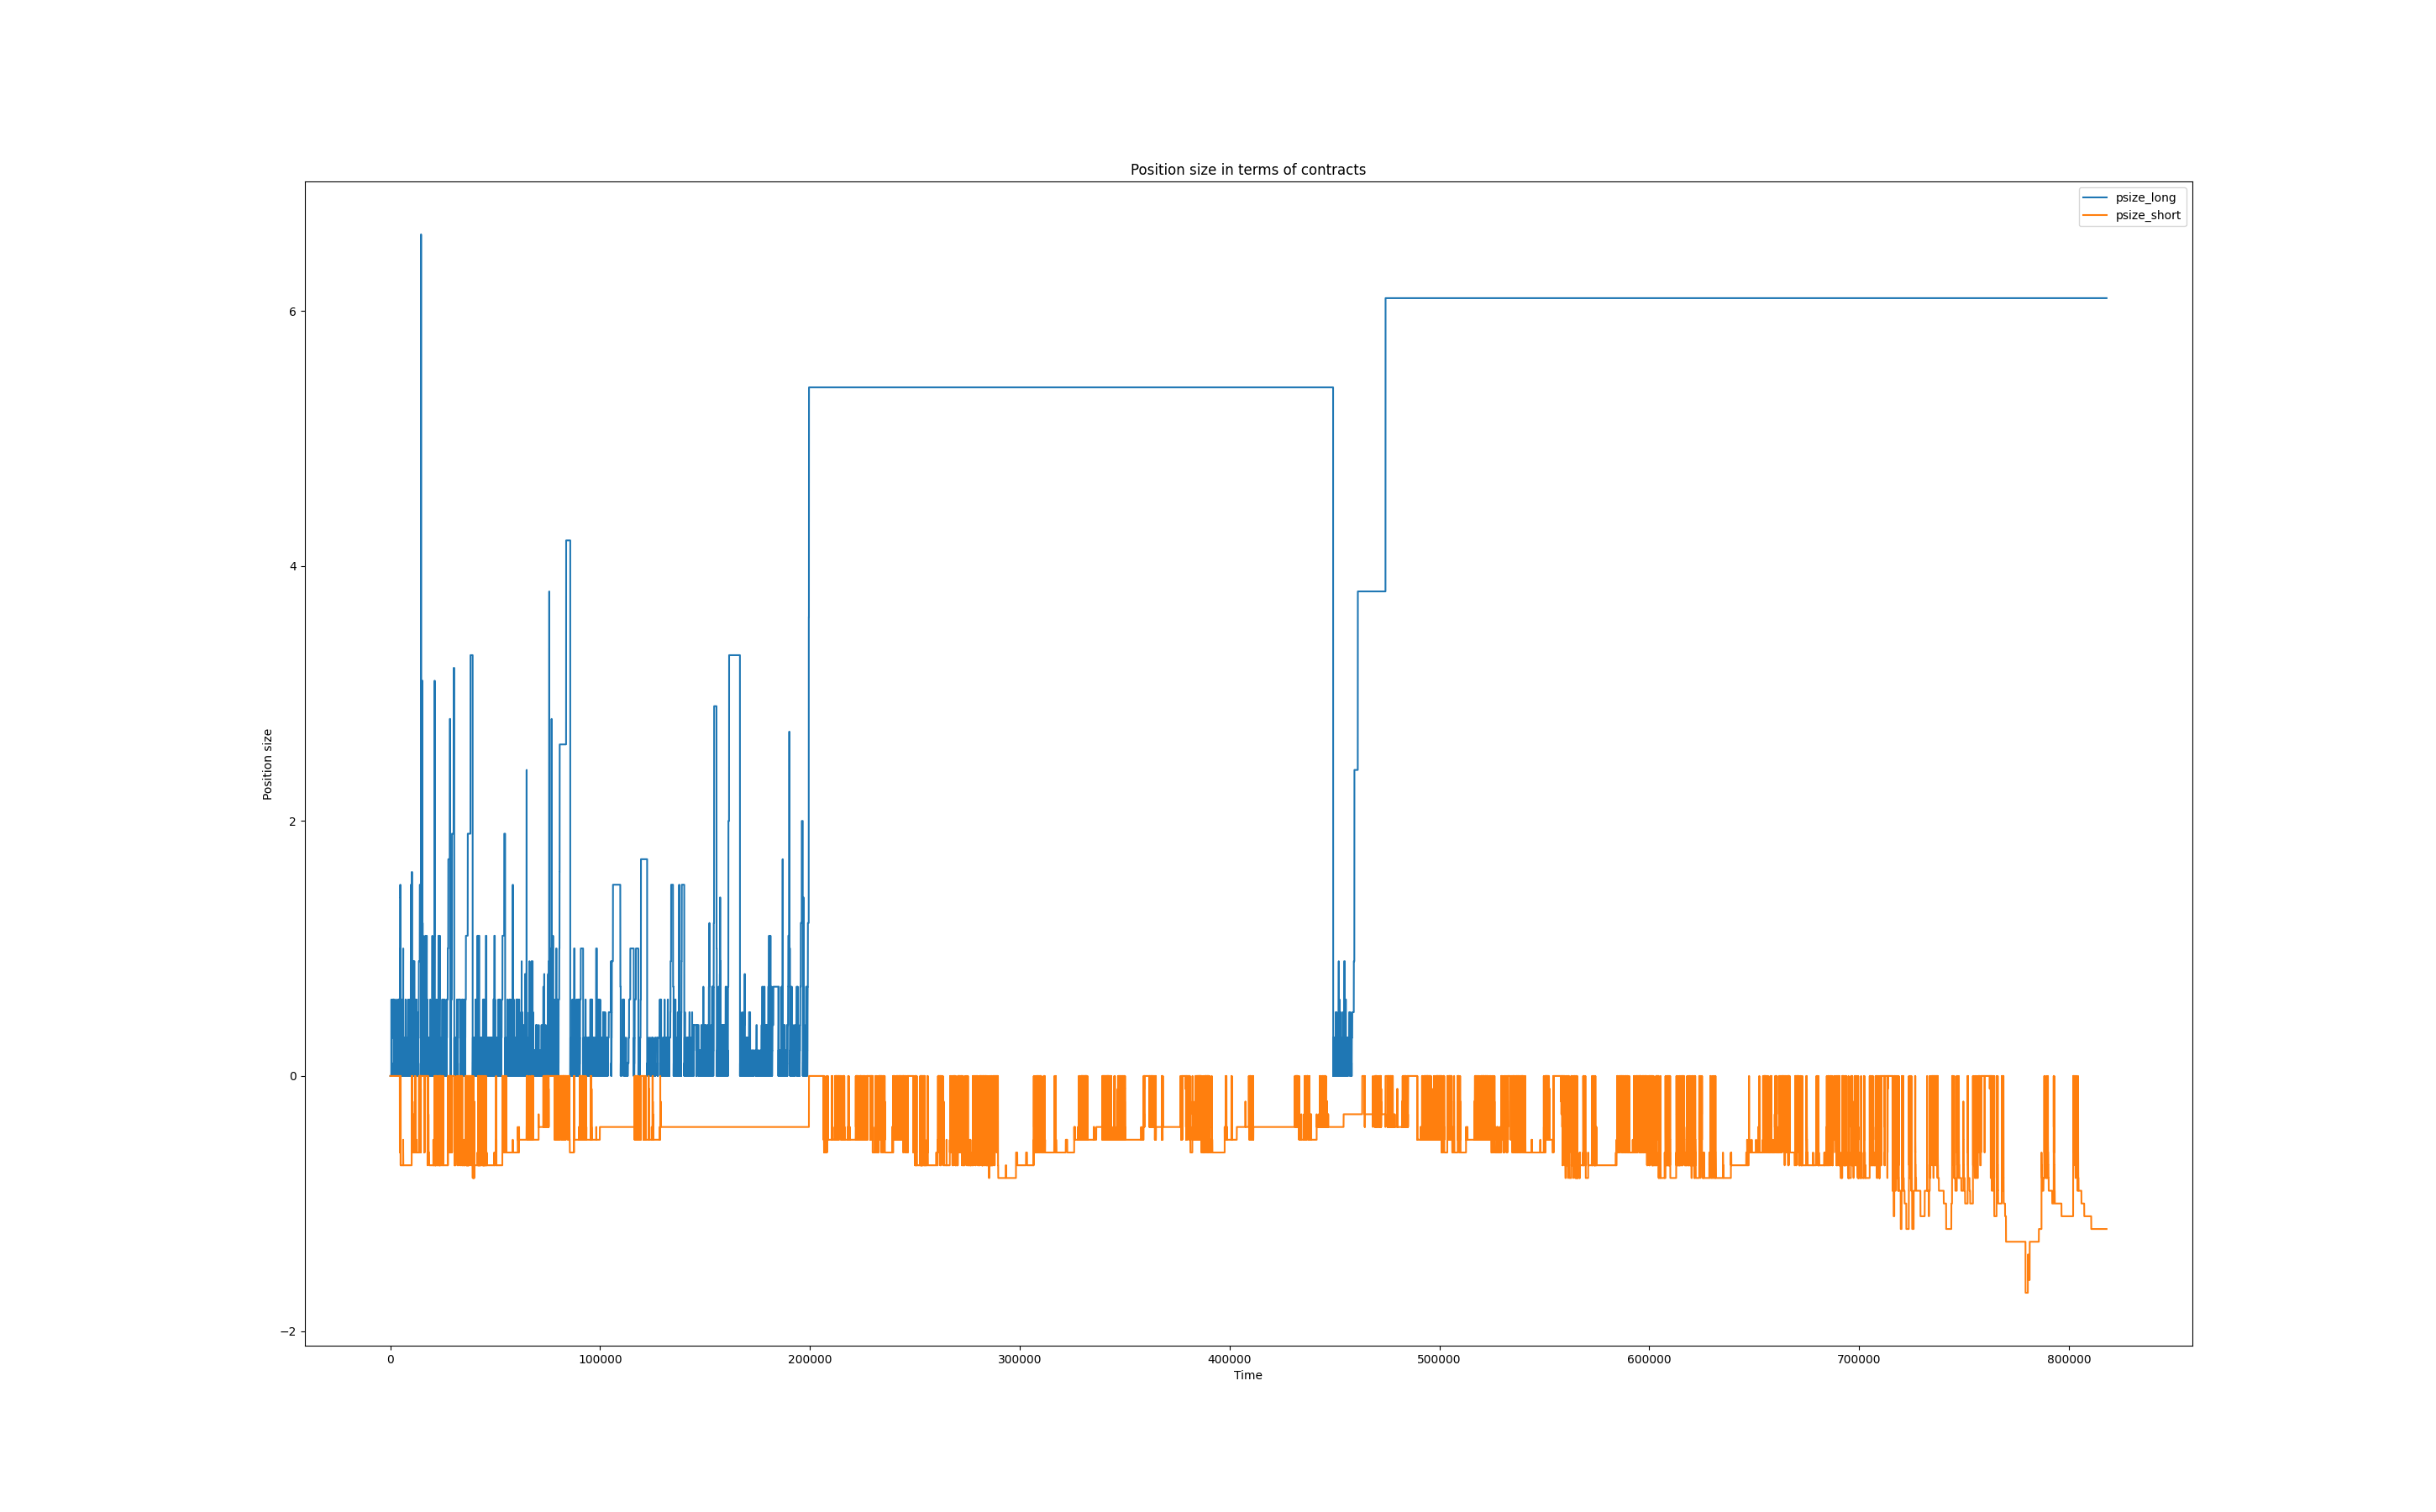 Position size in terms of contracts
psize_long
psize_short
6
4
2
0
−2
Position size
0 100000 200000 300000 400000 500000 600000 700000 800000
Time